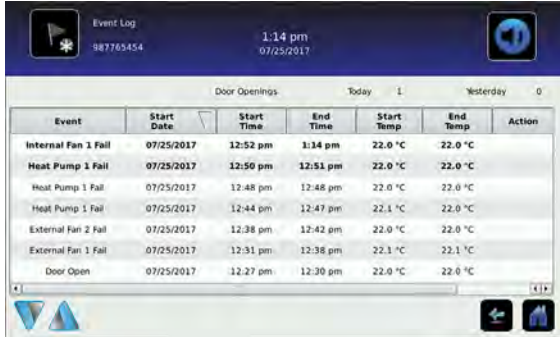 Event Log
987765454
1:14 pm
07/25/2017
Door Openings Today 1 Yesterday 0
Event Start Date Start Time End Time Start Temp End Temp Action
Internal Fan 1 Fail 07/25/2017 12:52 pm 1:14 pm 22.0 °C 22.0 °C
Heat Pump 1 Fail 07/25/2017 12:50 pm 12:51 pm 22.0 °C 22.0 °C
Heat Pump 1 Fail 07/25/2017 12:48 pm 12:48 pm 22.0 °C 22.0 °C
Heat Pump 1 Fail 07/25/2017 12:44 pm 12:47 pm 22.1 °C 22.0 °C
External Fan 2 Fail 07/25/2017 12:38 pm 12:42 pm 22.0 °C 22.0 °C
External Fan 1 Fail 07/25/2017 12:31 pm 12:38 pm 22.1 °C 22.1 °C
Door Open 07/25/2017 12:27 pm 12:30 pm 22.0 °C 22.0 °C